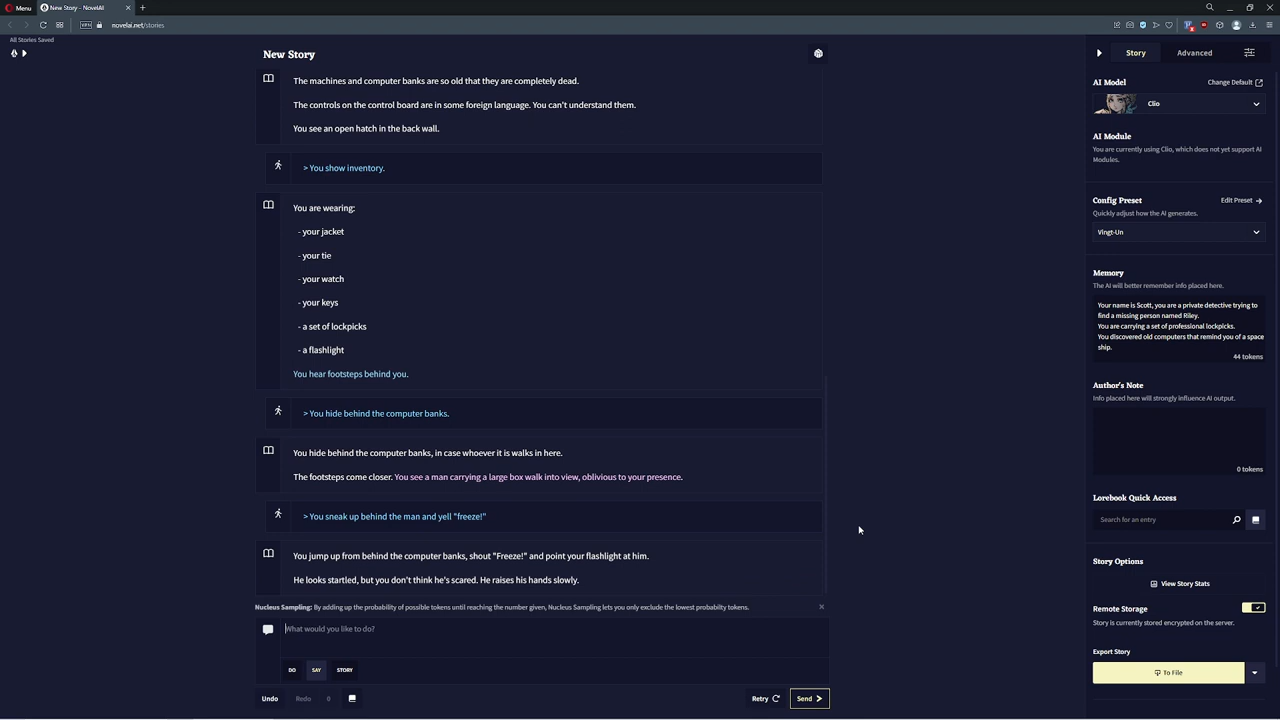 Menu
New Story - NovelAI
VPN
novelai.net/stories
All Stories Saved
New Story
The machines and computer banks are so old that they are completely dead.
The controls on the control board are in some foreign language. You can't understand them.
You see an open hatch in the back wall.
> You show inventory.
You are wearing:
- your jacket
- your tie
- your watch
- your keys
- a set of lockpicks
- a flashlight
You hear footsteps behind you.
> You hide behind the computer banks.
You hide behind the computer banks, in case whoever it is walks in here.
The footsteps come closer. You see a man carrying a large box walk into view, oblivious to your presence.
> You sneak up behind the man and yell "freeze!"
You jump up from behind the computer banks, shout "Freeze!" and point your flashlight at him.
He looks startled, but you don't think he's scared. He raises his hands slowly.
Nucleus Sampling: By adding up the probability of possible tokens until reaching the number given, Nucleus Sampling lets you only exclude the lowest probabilty tokens.
What would you like to do?
DO SAY STORY
Undo Redo 0 Retry Send
Story Advanced
AI Model Change Default
Clio
AI Module
You are currently using Clio, which does not yet support AI
Modules.
Config Preset Edit Preset
Quickly adjust how the AI generates.
Vingt-Un
Memory
The AI will better remember info placed here.
Your name is Scott, you are a private detective trying to
find a missing person named Riley.
You are carrying a set of professional lockpicks.
You discovered old computers that remind you of a space
ship.
44 tokens
Author's Note
Info placed here will strongly influence AI output.
0 tokens
Lorebook Quick Access
Search for an entry
Story Options
View Story Stats
Remote Storage
Story is currently stored encrypted on the server.
Export Story
To File